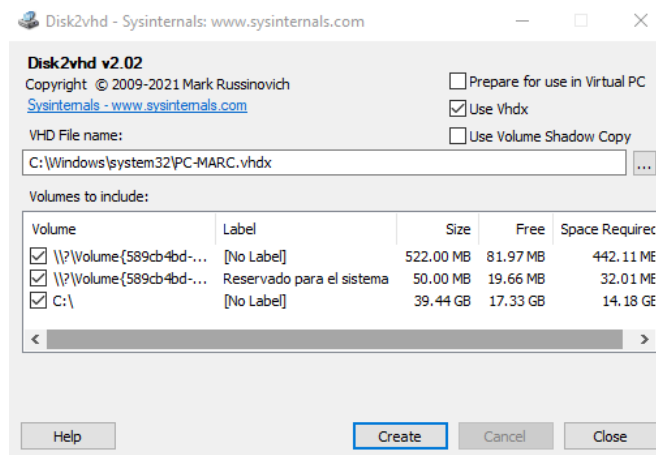 Disk2vhd - Sysinternals: www.sysinternals.com
Disk2vhd v2.02
Copyright © 2009-2021 Mark Russinovich
Sysinternals - www.sysinternals.com
Prepare for use in Virtual PC
Use Vhdx
Use Volume Shadow Copy
VHD File name:
C:\Windows\system32\PC-MARC.vhdx
...
Volumes to include:
Volume Label Size Free Space Required
\\?\Volume{589cb4bd-... [No Label] 522.00 MB 81.97 MB 442.11 MB
\\?\Volume{589cb4bd-... Reservado para el sistema 50.00 MB 19.66 MB 32.01 MB
C:\ [No Label] 39.44 GB 17.33 GB 14.18 GB
Help Create Cancel Close